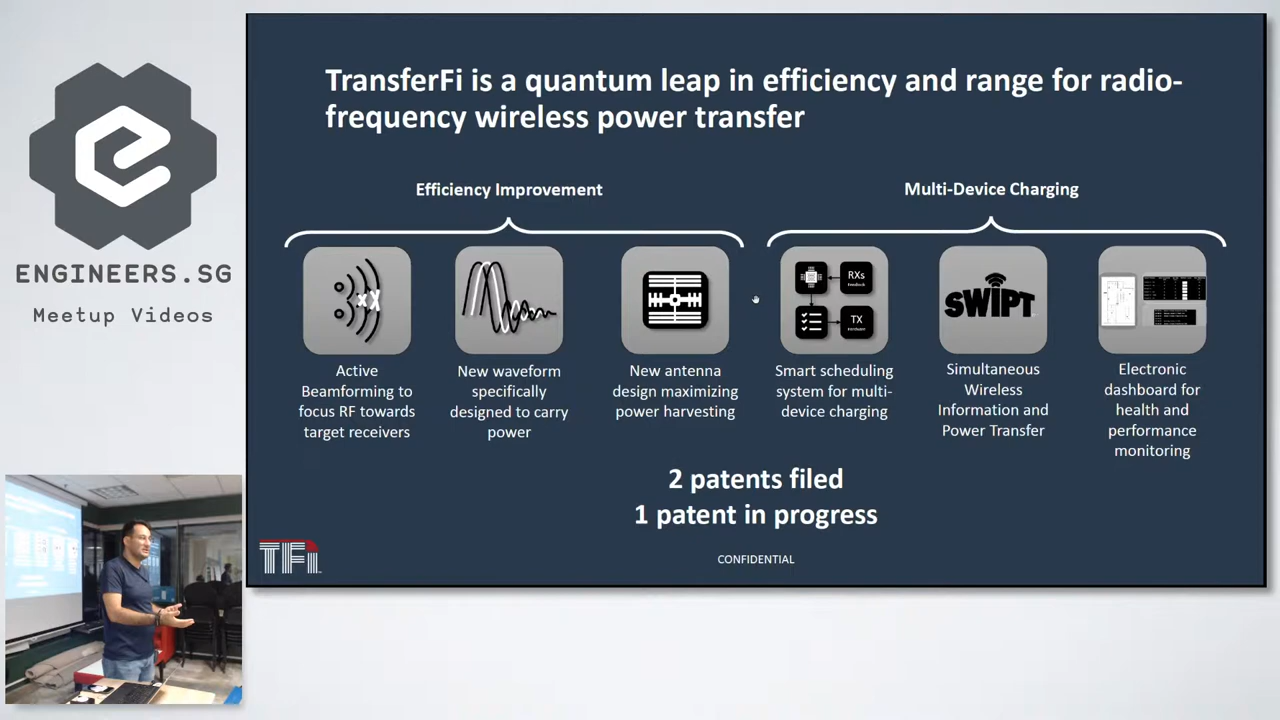 ENGINEERS.SG
Meetup Videos
TransferFi is a quantum leap in efficiency and range for radio-
frequency wireless power transfer
Efficiency Improvement
Multi-Device Charging
RXs
TX
SWIPT
Active
Beamforming to
focus RF towards
target receivers
New waveform
specifically
designed to carry
power
New antenna
design maximizing
power harvesting
Smart scheduling
system for multi-
device charging
Simultaneous
Wireless
Information and
Power Transfer
Electronic
dashboard for
health and
performance
monitoring
2 patents filed
1 patent in progress
TFi
CONFIDENTIAL